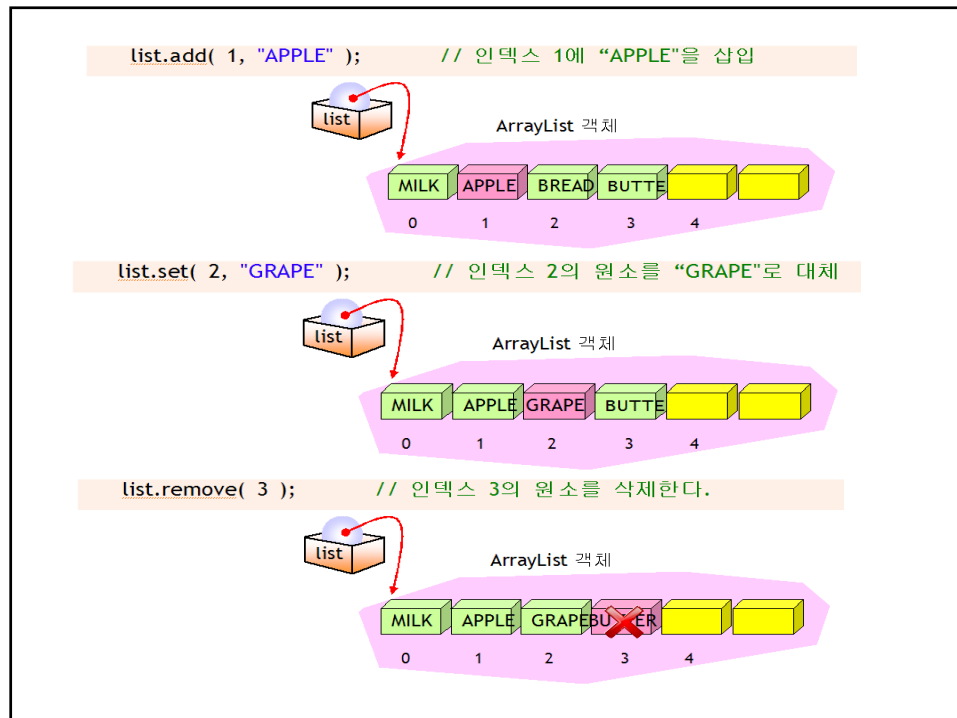 list.add( 1, "APPLE" ); // 인덱스 1에 “APPLE"을 삽입
list
ArrayList 객체
MILK APPLE BREAD BUTTE
0 1 2 3 4
list.set( 2, "GRAPE" ); // 인덱스 2의 원소를 “GRAPE"로 대체
list
ArrayList 객체
MILK APPLE GRAPE BUTTE
0 1 2 3 4
list.remove( 3 ); // 인덱스 3의 원소를 삭제한다.
list
ArrayList 객체
MILK APPLE GRAPE BUTTER
0 1 2 3 4